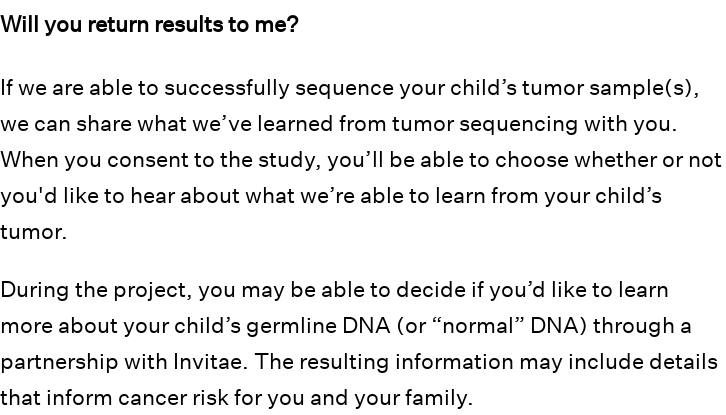 Will you return results to me?
If we are able to successfully sequence your child’s tumor sample(s),
we can share what we’ve learned from tumor sequencing with you.
When you consent to the study, you’ll be able to choose whether or not
you'd like to hear about what we’re able to learn from your child’s
tumor.
During the project, you may be able to decide if you’d like to learn
more about your child’s germline DNA (or “normal” DNA) through a
partnership with Invitae. The resulting information may include details
that inform cancer risk for you and your family.